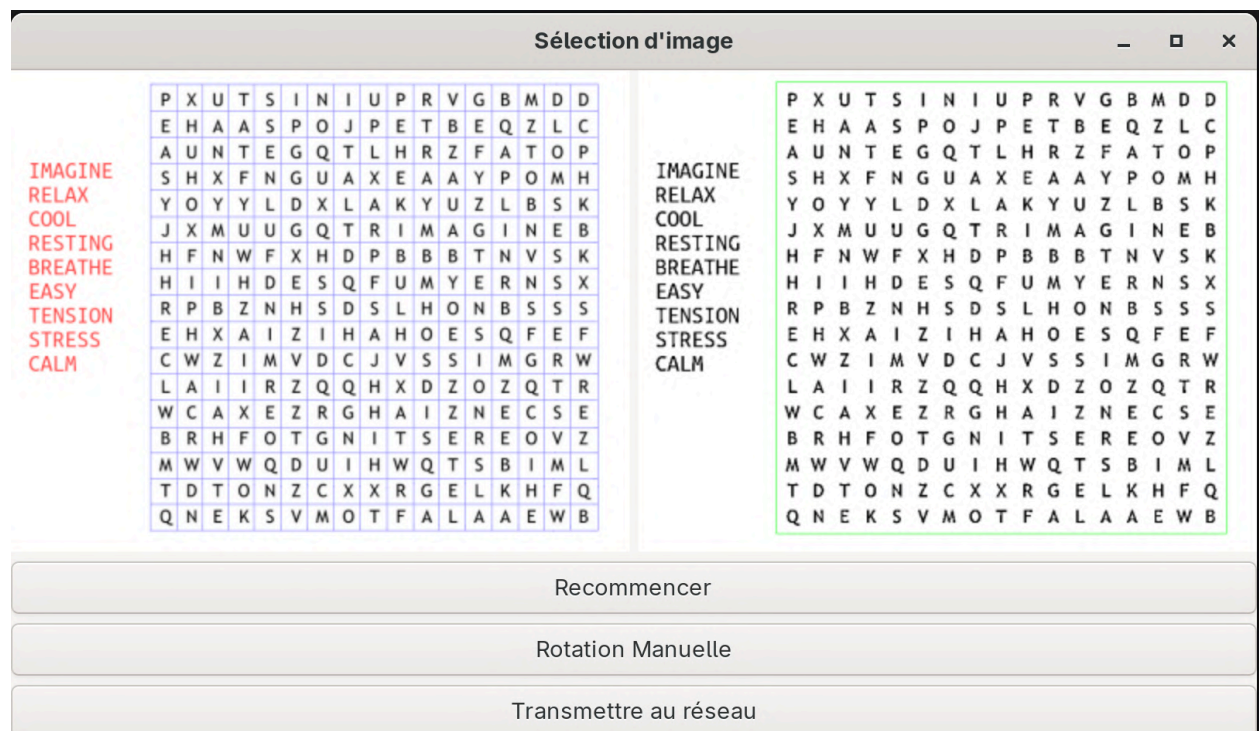 Sélection d'image
IMAGINE
RELAX
COOL
RESTING
BREATHE
EASY
TENSION
STRESS
CALM
P X U T S I N I U P R V G B M D D
E H A A S P O J P E T B E Q Z L C
A U N T E G Q T L H R Z F A T O P
S H X F N G U A X E A A Y P O M H
Y O Y Y L D X L A K Y U Z L B S K
J X M U U G Q T R I M A G I N E B
H F N W F X H D P B B B T N V S K
H I I H D E S Q F U M Y E R N S X
R P B Z N H S D S L H O N B S S S
E H X A I Z I H A H O E S Q F E F
C W Z I M V D C J V S S I M G R W
L A I I R Z Q Q H X D Z O Z Q T R
W C A X E Z R G H A I Z N E C S E
B R H F O T G N I T S E R E O V Z
M W V W Q D U I H W Q T S B I M L
T D T O N Z C X X R G E L K H F Q
Q N E K S V M O T F A L A A E W B
IMAGINE
RELAX
COOL
RESTING
BREATHE
EASY
TENSION
STRESS
CALM
P X U T S I N I U P R V G B M D D
E H A A S P O J P E T B E Q Z L C
A U N T E G Q T L H R Z F A T O P
S H X F N G U A X E A A Y P O M H
Y O Y Y L D X L A K Y U Z L B S K
J X M U U G Q T R I M A G I N E B
H F N W F X H D P B B B T N V S K
H I I H D E S Q F U M Y E R N S X
R P B Z N H S D S L H O N B S S S
E H X A I Z I H A H O E S Q F E F
C W Z I M V D C J V S S I M G R W
L A I I R Z Q Q H X D Z O Z Q T R
W C A X E Z R G H A I Z N E C S E
B R H F O T G N I T S E R E O V Z
M W V W Q D U I H W Q T S B I M L
T D T O N Z C X X R G E L K H F Q
Q N E K S V M O T F A L A A E W B
Recommencer
Rotation Manuelle
Transmettre au réseau